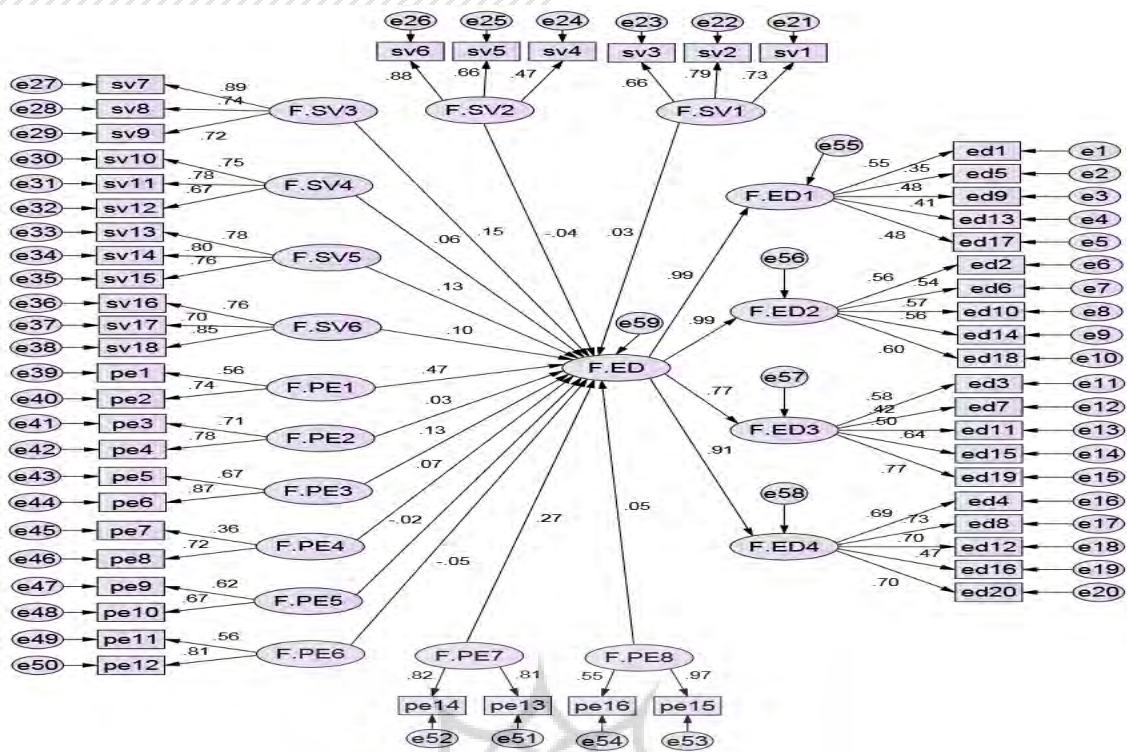 e26 e25 e24 e23 e22 e21
sv6 sv5 sv4 sv3 sv2 sv1
.88 .66 .47 .66 .79 .73
F.SV2 F.SV1
e27 sv7 .89
e28 sv8 .74 F.SV3
e29 sv9 .72
e30 sv10 .75
e31 sv11 .78 F.SV4
e32 sv12 .67
e33 sv13 .78
e34 sv14 .80 F.SV5
e35 sv15 .76
e36 sv16 .76
e37 sv17 .70 F.SV6
e38 sv18 .85
e39 pe1 .56 F.PE1
e40 pe2 .74
e41 pe3 .71 F.PE2
e42 pe4 .78
e43 pe5 .67 F.PE3
e44 pe6 .87
e45 pe7 .36 F.PE4
e46 pe8 .72
e47 pe9 .62 F.PE5
e48 pe10 .67
e49 pe11 .56 F.PE6
e50 pe12 .81
.06 .15 -.04 .03
.13
.10
.47
.03
.13
.07
-.02
-.05
.27
.05
e59
F.ED
.99
.99
.77
.91
e55
F.ED1
.55 ed1 e1
.35 ed5 e2
.48 ed9 e3
.41 ed13 e4
.48 ed17 e5
e56
F.ED2
.56 ed2 e6
.54 ed6 e7
.57 ed10 e8
.56 ed14 e9
.60 ed18 e10
e57
F.ED3
.58 ed3 e11
.42 ed7 e12
.50 ed11 e13
.64 ed15 e14
.77 ed19 e15
e58
F.ED4
.69 ed4 e16
.73 ed8 e17
.70 ed12 e18
.47 ed16 e19
.70 ed20 e20
F.PE7 F.PE8
.82 .81 .55 .97
pe14 pe13 pe16 pe15
e52 e51 e54 e53